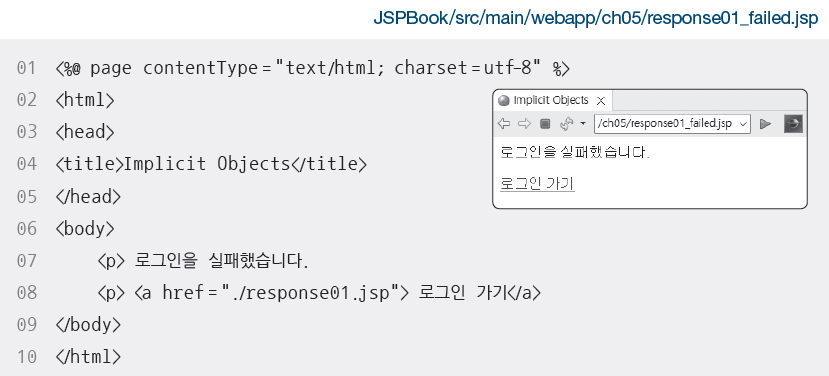 JSPBook/src/main/webapp/ch05/response01_failed.jsp
01 <%@ page contentType="text/html; charset=utf-8" %>
02 <html>
03 <head>
04 <title>Implicit Objects</title>
05 </head>
06 <body>
07 <p> 로그인을 실패했습니다.
08 <p> <a href="./response01.jsp"> 로그인 가기</a>
09 </body>
10 </html>
Implicit Objects
/ch05/response01_failed.jsp
로그인을 실패했습니다.
로그인 가기